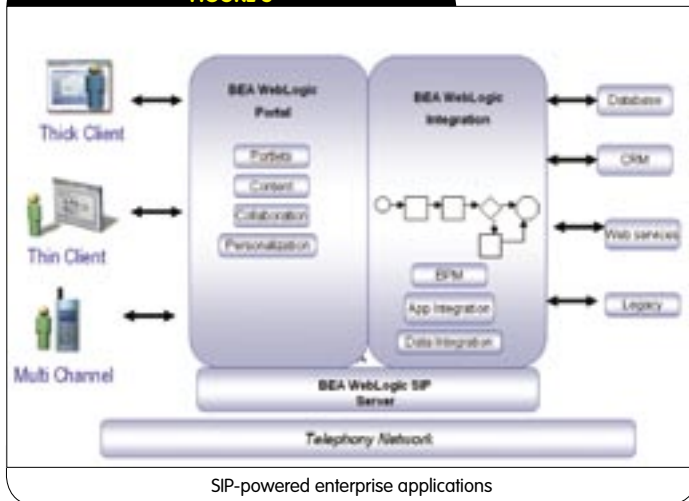 Thick Client
Thin Client
Multi Channel
BEA WebLogic
Portal
Portlets
Content
Collaboration
Personalization
BEA WebLogic
Integration
BPM
App Integration
Data Integration
Database
CRM
Web services
Legacy
BEA WebLogic SIP
Server
Telephony Network
SIP-powered enterprise applications